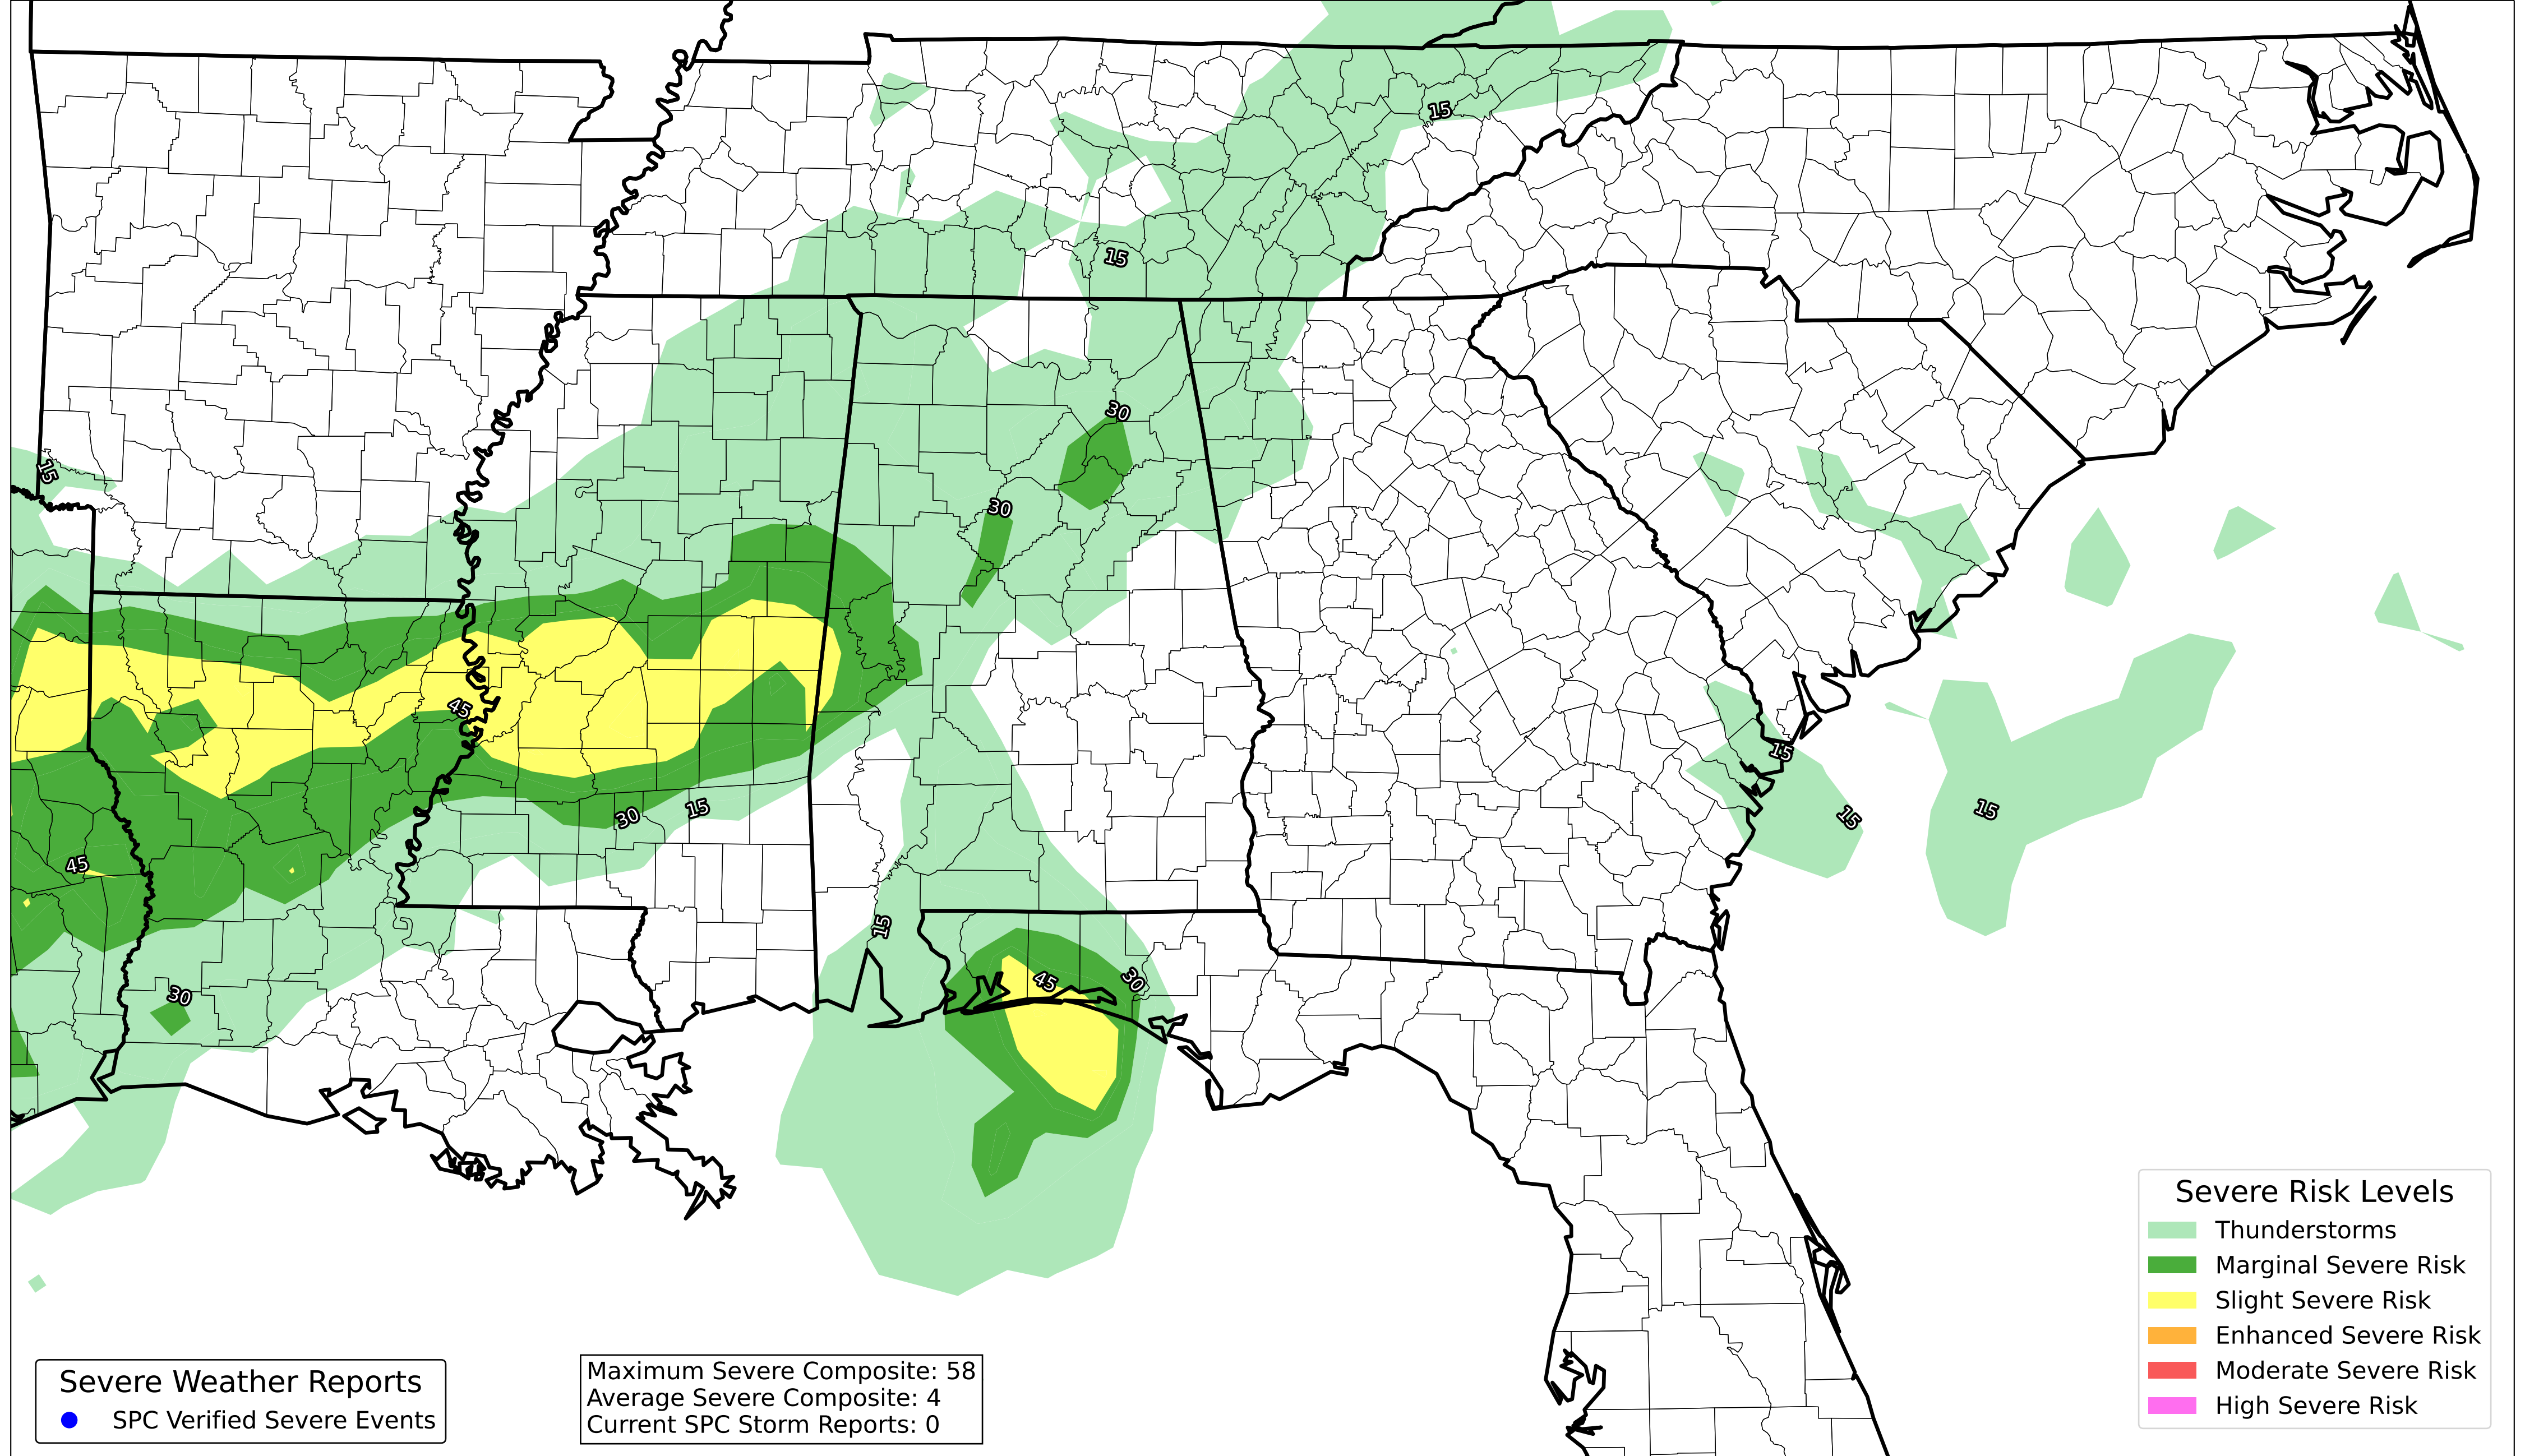 15
15
30
15
30
45
15
30
15
15
15
45
15
30
45
30
Severe Risk Levels
Thunderstorms
Marginal Severe Risk
Slight Severe Risk
Enhanced Severe Risk
Moderate Severe Risk
High Severe Risk
Severe Weather Reports
SPC Verified Severe Events
Maximum Severe Composite: 58
Average Severe Composite: 4
Current SPC Storm Reports: 0